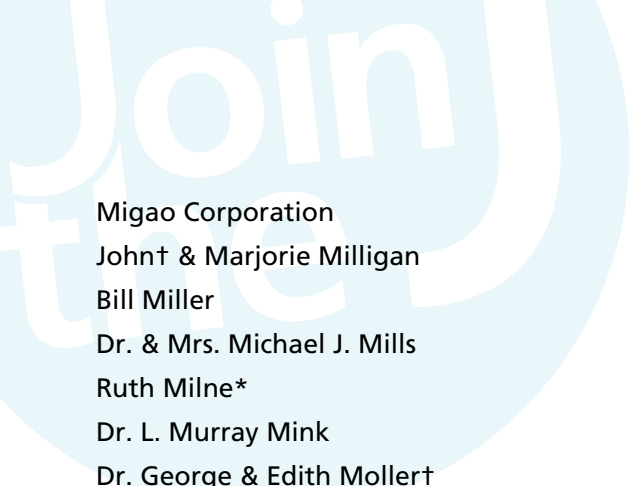 Join
the J
Migao Corporation
John† & Marjorie Milligan
Bill Miller
Dr. & Mrs. Michael J. Mills
Ruth Milne*
Dr. L. Murray Mink
Dr. George & Edith Moller†